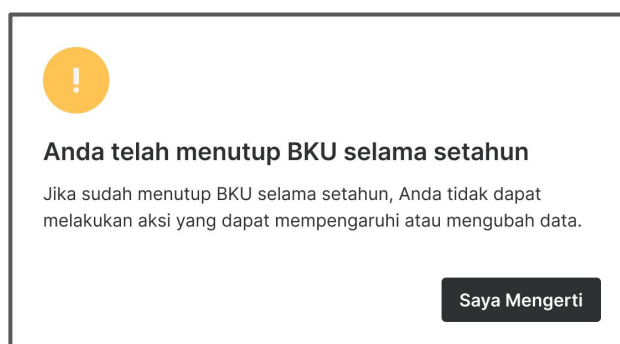 !
Anda telah menutup BKU selama setahun
Jika sudah menutup BKU selama setahun, Anda tidak dapat
melakukan aksi yang dapat mempengaruhi atau mengubah data.
Saya Mengerti